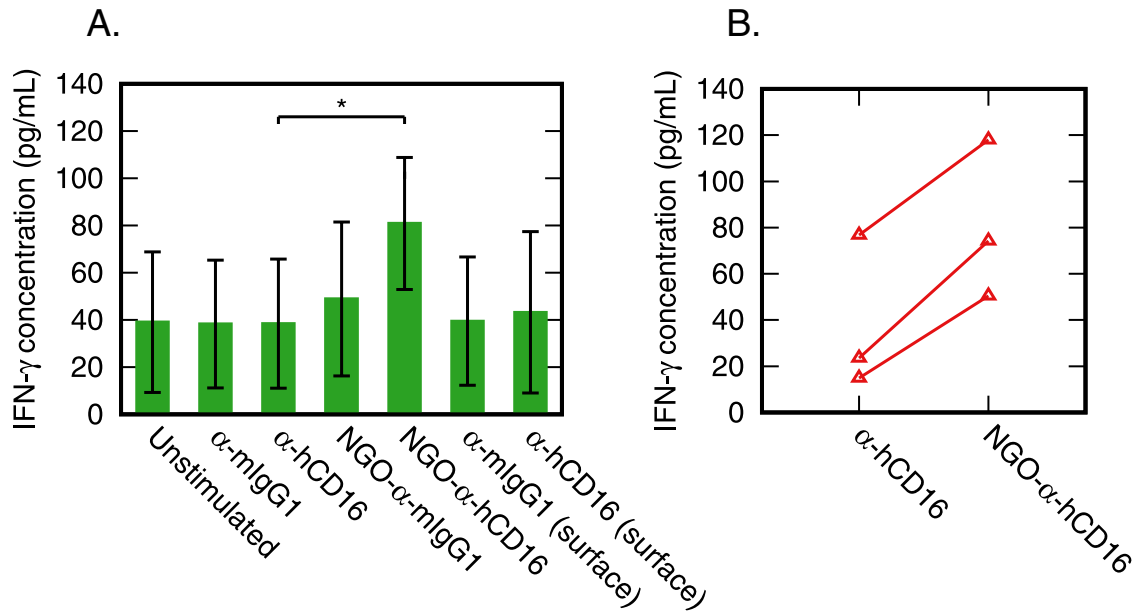 A.
IFN-γ concentration (pg/mL)
140
120
100
80
60
40
20
0
*
Unstimulated
α-mIgG1
α-hCD16
NGO-α-mIgG1
NGO-α-hCD16
α-mIgG1 (surface)
α-hCD16 (surface)
B.
IFN-γ concentration (pg/mL)
140
120
100
80
60
40
20
0
α-hCD16
NGO-α-hCD16